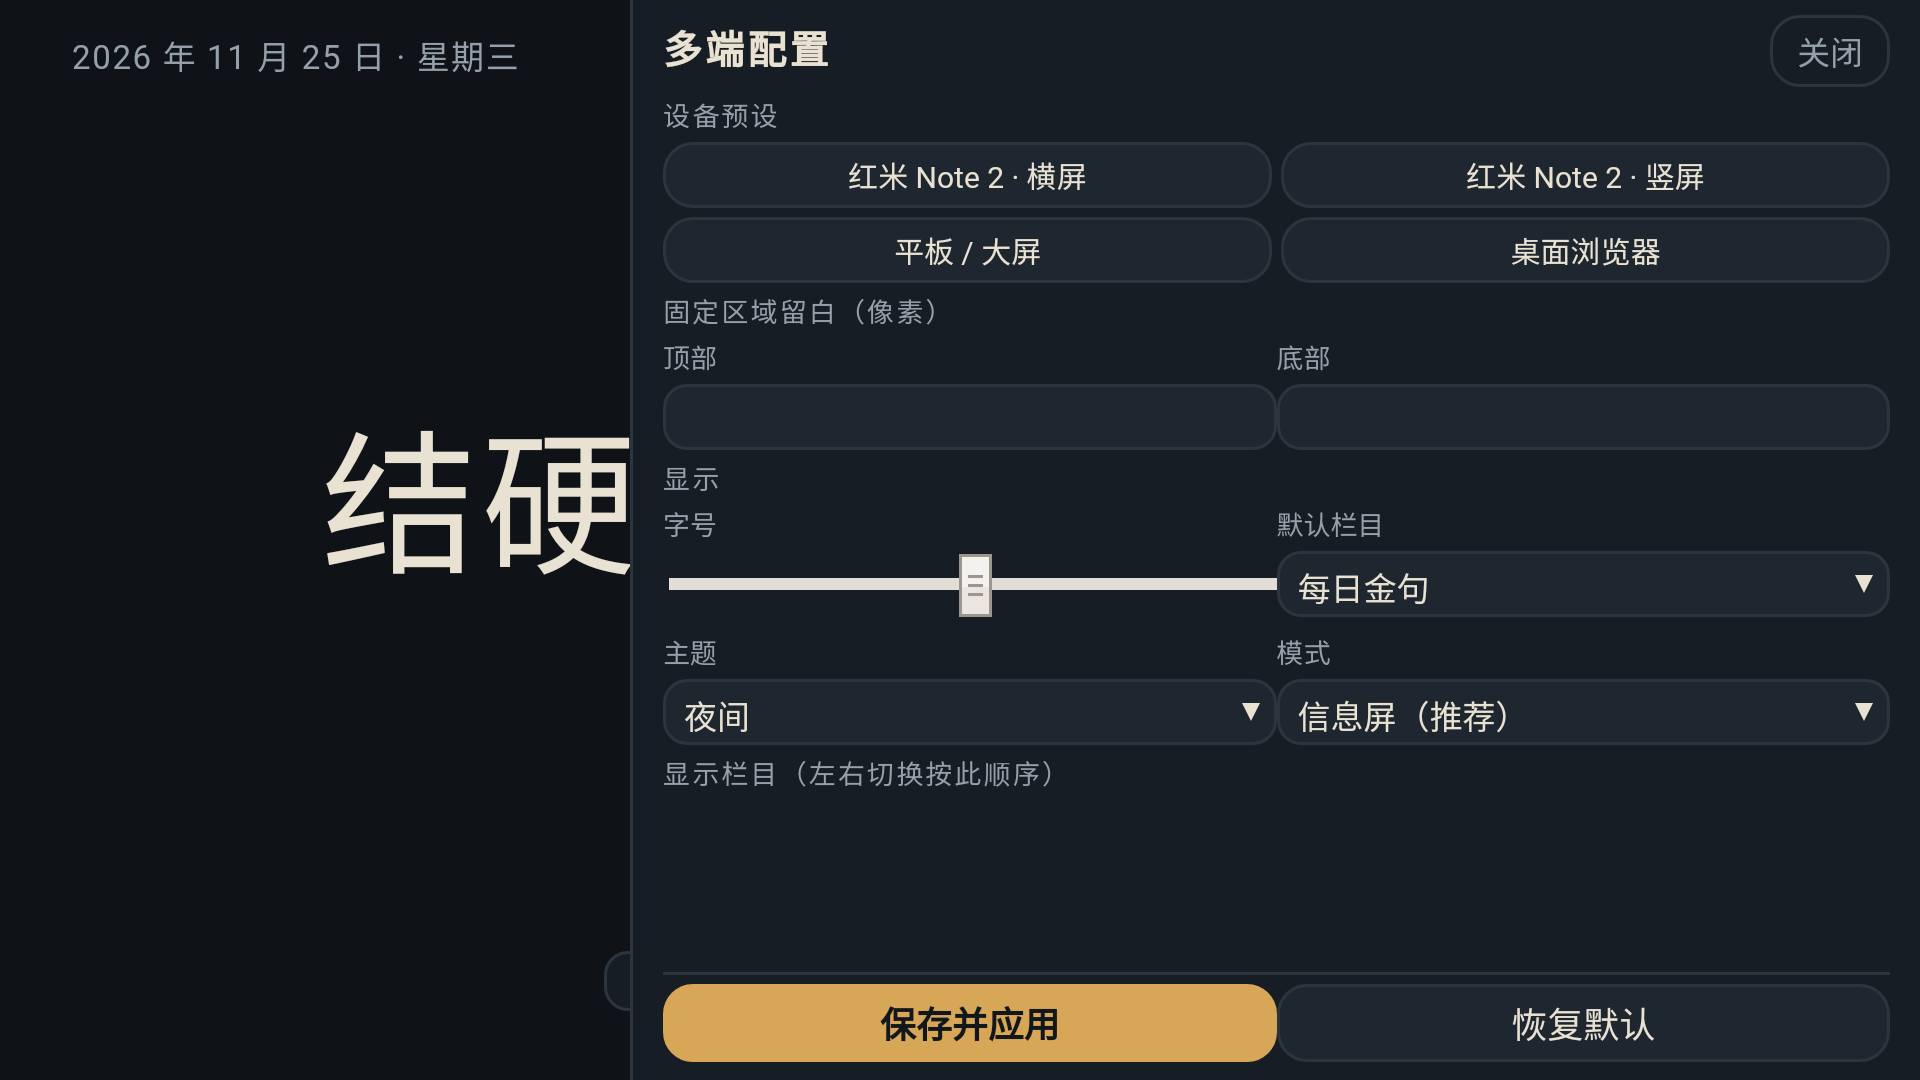 2026 年 11 月 25 日 · 星期三
结硬
多端配置
关闭
设备预设
红米 Note 2 · 横屏
红米 Note 2 · 竖屏
平板 / 大屏
桌面浏览器
固定区域留白（像素）
顶部
底部
显示
字号
默认栏目
每日金句
主题
模式
夜间
信息屏（推荐）
显示栏目（左右切换按此顺序）
保存并应用
恢复默认